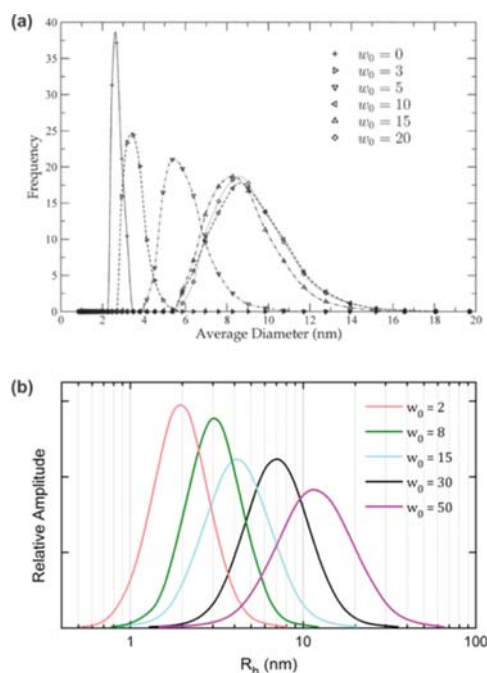 (a)
40
35
30
25
20
15
10
5
0
Frequency
w₀ = 0
w₀ = 3
w₀ = 5
w₀ = 10
w₀ = 15
w₀ = 20
0 2 4 6 8 10 12 14 16 18 20
Average Diameter (nm)
(b)
Relative Amplitude
w₀ = 2
w₀ = 8
w₀ = 15
w₀ = 30
w₀ = 50
1 10 100
R_h (nm)